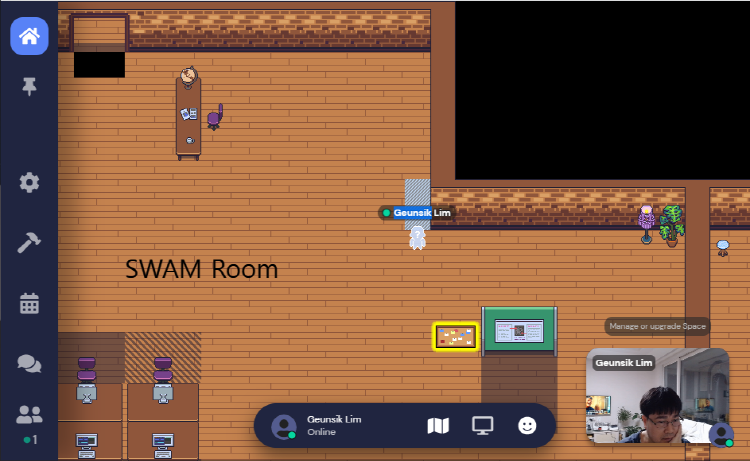 Geunsik Lim
SWAM Room
Manage or upgrade Space
Geunsik Lim
Geunsik Lim
Online
1